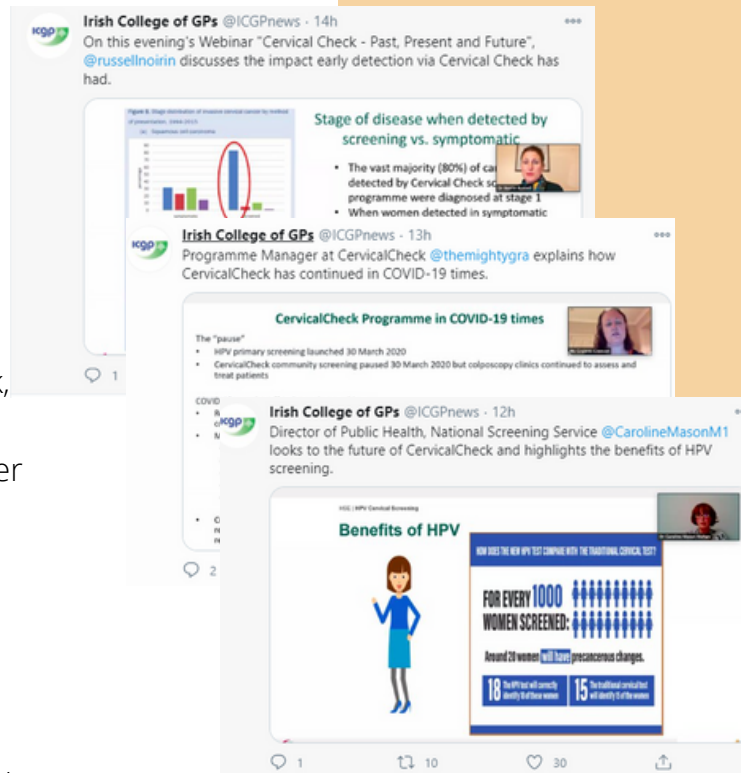 Irish College of GPs @ICGPnews · 14h
On this evening's Webinar "Cervical Check - Past, Present and Future",
@russellnoirin discusses the impact early detection via Cervical Check has
had.
Stage of disease when detected by
screening vs. symptomatic
• The vast majority (80%) of
detected by Cervical Check
programme were diagnosed at stage 1
• When women detected in symptomatic
1
Irish College of GPs @ICGPnews · 13h
Programme Manager at CervicalCheck @themightygra explains how
CervicalCheck has continued in COVID-19 times.
CervicalCheck Programme in COVID-19 times
The "pause"
• HPV primary screening launched 30 March 2020
• CervicalCheck community screening paused 30 March 2020 but colposcopy clinics continued to assess and
treat patients
COVID
2
er
icgp
Irish College of GPs @ICGPnews · 12h
Director of Public Health, National Screening Service @CarolineMasonM1
looks to the future of CervicalCheck and highlights the benefits of HPV
screening.
HSE | HPV Cervical Screening
Benefits of HPV
HOW DOES THE NEW HPV TEST COMPARE WITH THE TRADITIONAL CERVICAL TEST?
FOR EVERY 1000
WOMEN SCREENED:
Around 20 women will have precancerous changes.
18 The HPV test will correctly identify 18 of these women
15 The traditional cervical test will identify 15 of the women
1 10 30